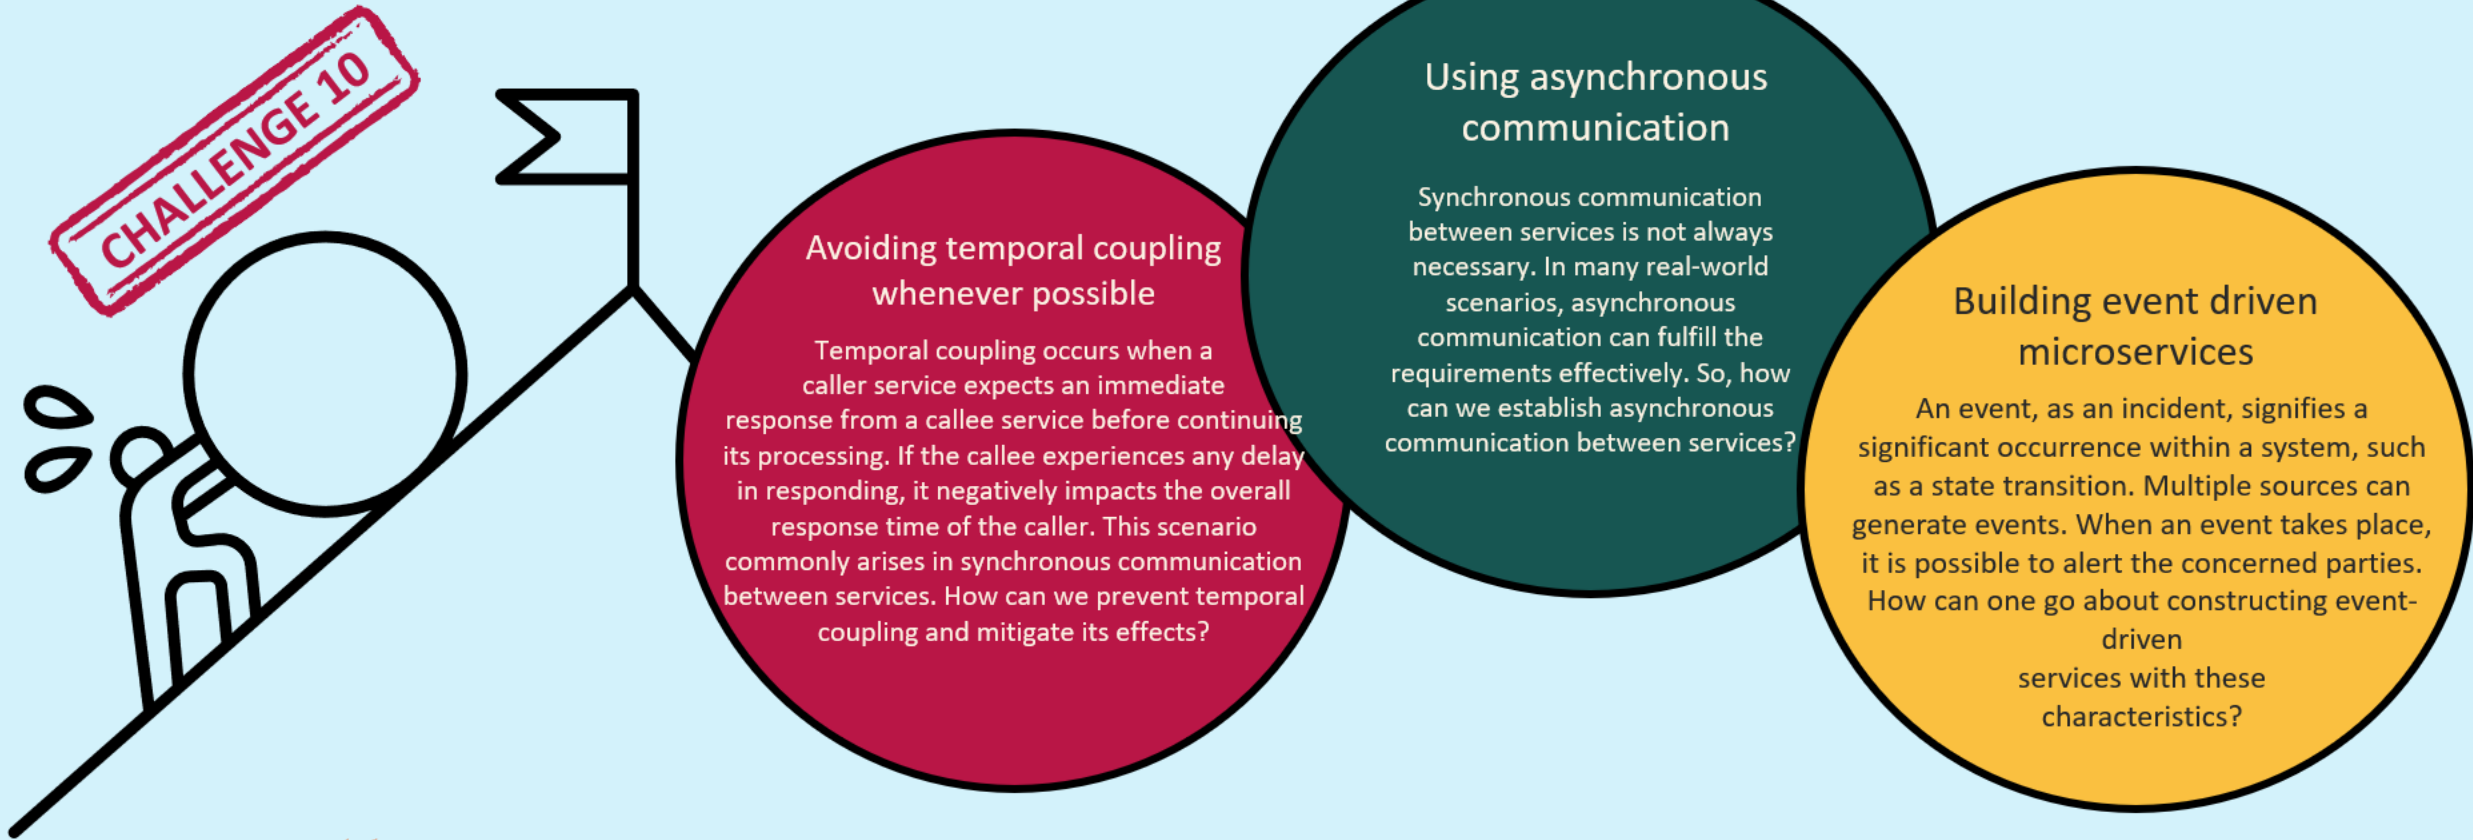 CHALLENGE 10
Avoiding temporal coupling
whenever possible
Temporal coupling occurs when a
caller service expects an immediate
response from a callee service before continuing
its processing. If the callee experiences any delay
in responding, it negatively impacts the overall
response time of the caller. This scenario
commonly arises in synchronous communication
between services. How can we prevent temporal
coupling and mitigate its effects?
Using asynchronous
communication
Synchronous communication
between services is not always
necessary. In many real-world
scenarios, asynchronous
communication can fulfill the
requirements effectively. So, how
can we establish asynchronous
communication between services?
Building event driven
microservices
An event, as an incident, signifies a
significant occurrence within a system, such
as a state transition. Multiple sources can
generate events. When an event takes place,
it is possible to alert the concerned parties.
How can one go about constructing event-
driven
services with these
characteristics?